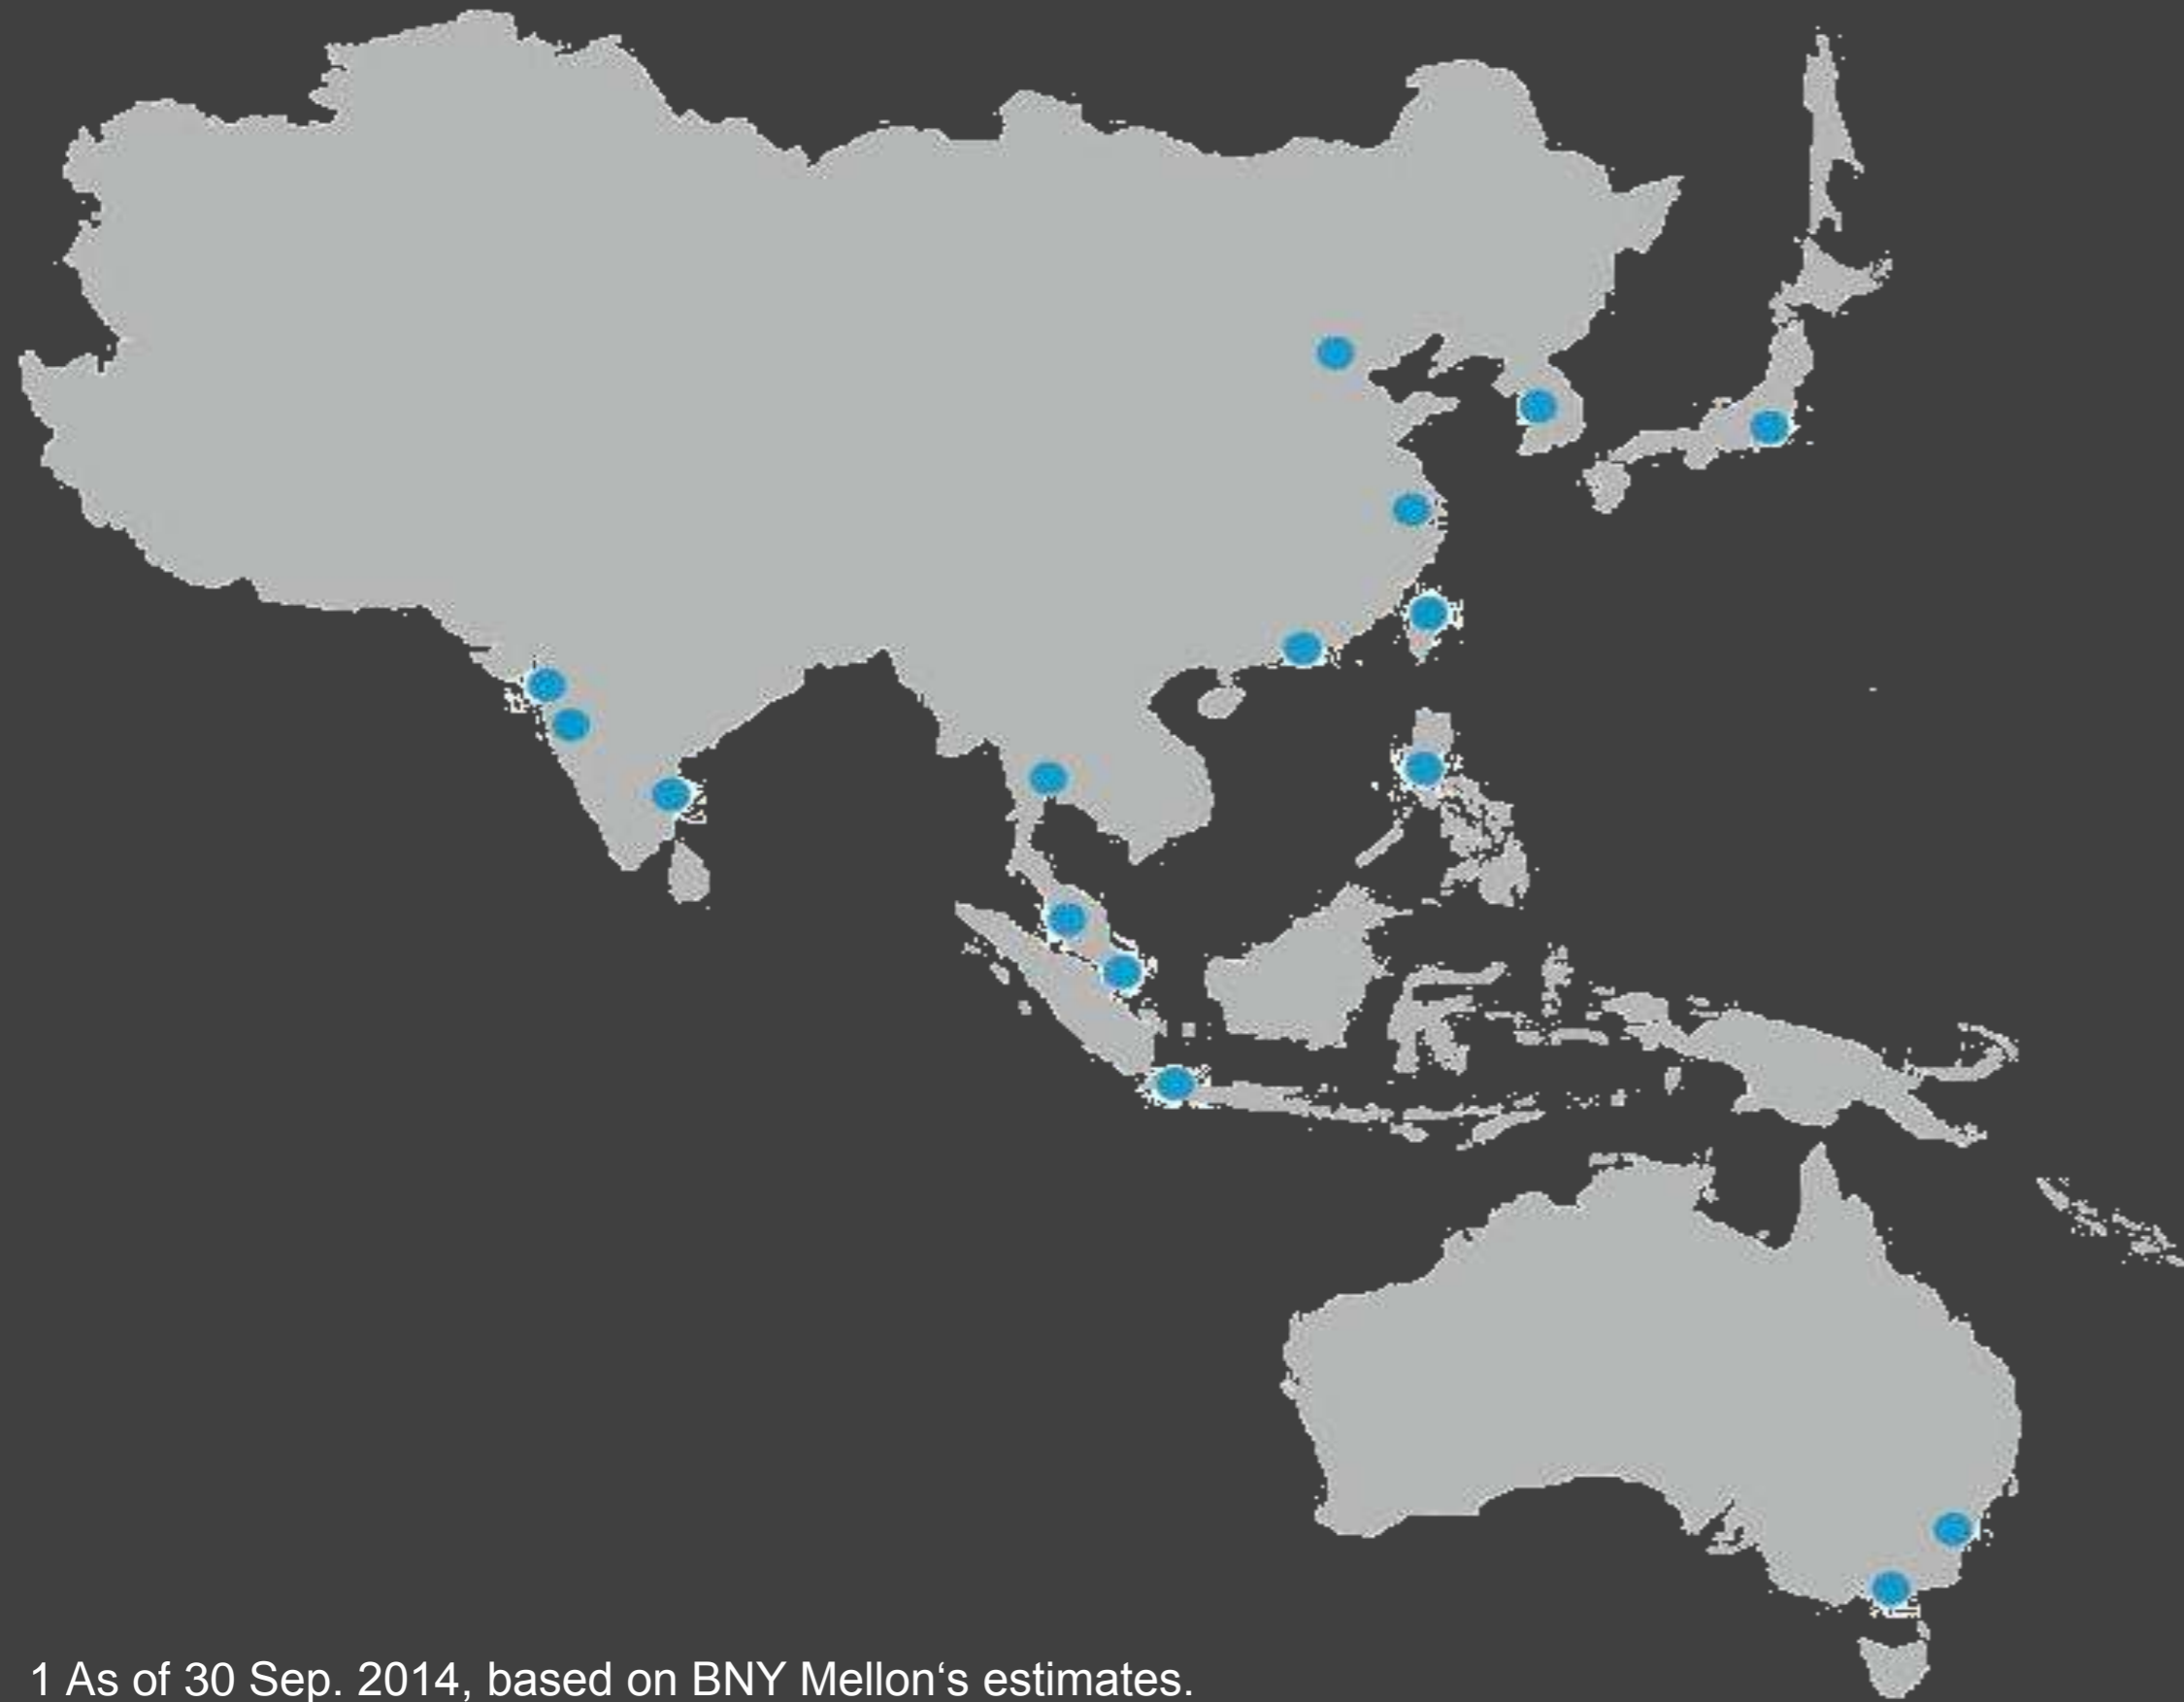 1 As of 30 Sep. 2014, based on BNY Mellon‘s estimates.